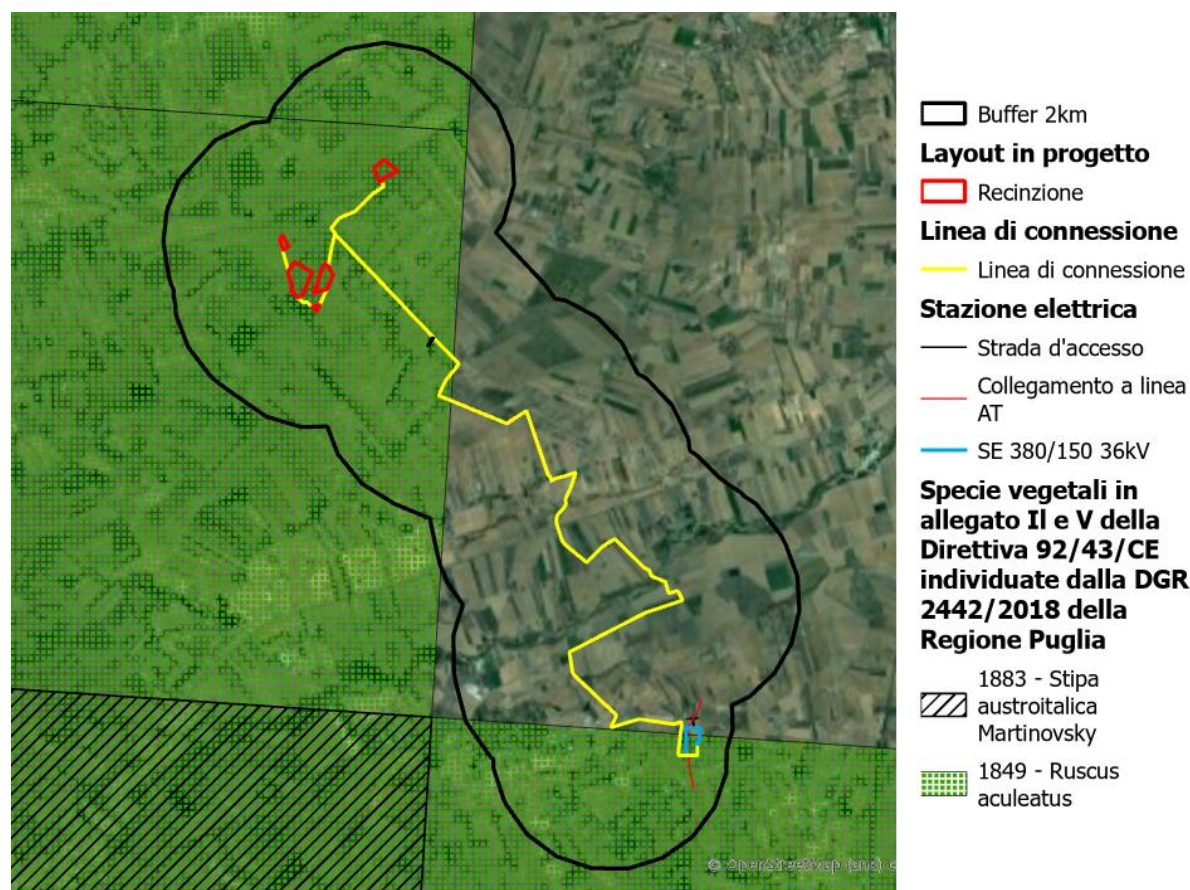 Buffer 2km
Layout in progetto
Recinzione
Linea di connessione
Linea di connessione
Stazione elettrica
Strada d'accesso
Collegamento a linea
AT
SE 380/150 36kV
Specie vegetali in
allegato II e V della
Direttiva 92/43/CE
individuate dalla DGR
2442/2018 della
Regione Puglia
1883 - Stipa
austroitalica
Martinovsky
1849 - Ruscus
aculeatus
© OpenStreetMap (and) c